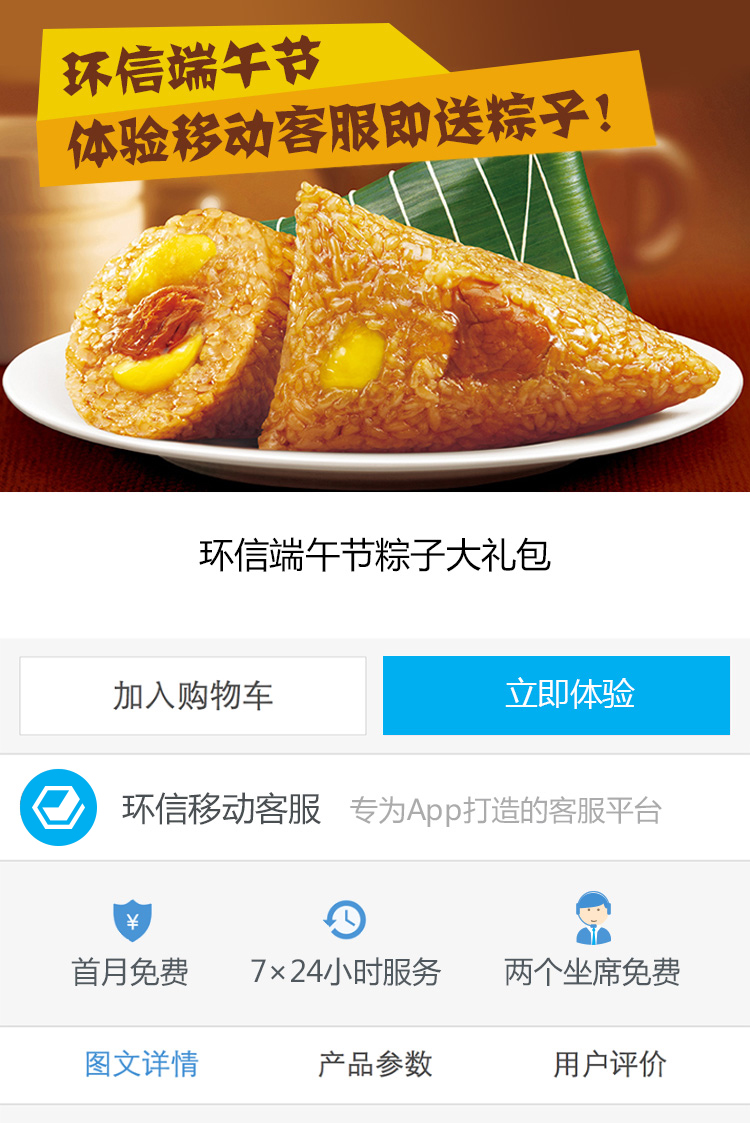 环信端午节
体验移动客服即送粽子!
环信端午节粽子大礼包
加入购物车
立即体验
环信移动客服
专为App打造的客服平台
¥
首月免费
7×24小时服务
两个坐席免费
图文详情
产品参数
用户评价